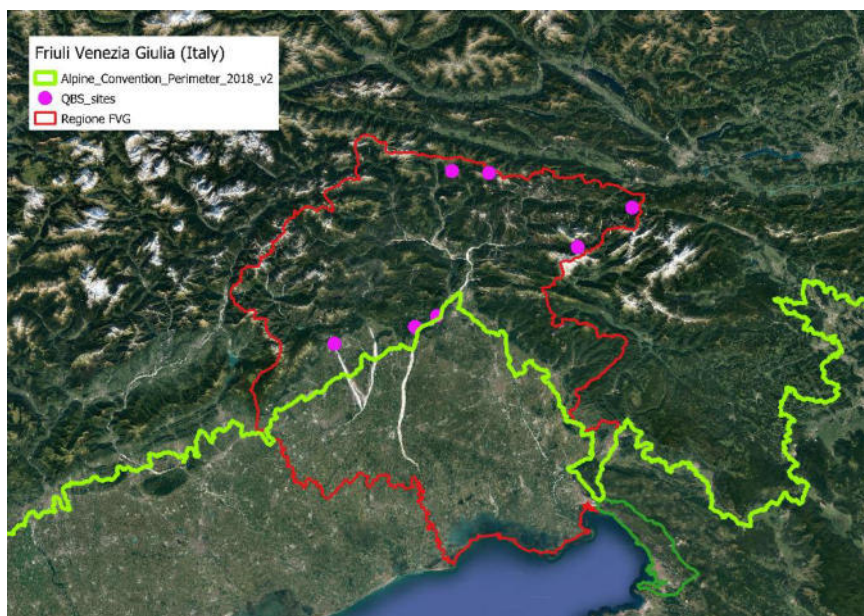 Friuli Venezia Giulia (Italy)
Alpine_Convention_Perimeter_2018_v2
QBS_sites
Regione FVG